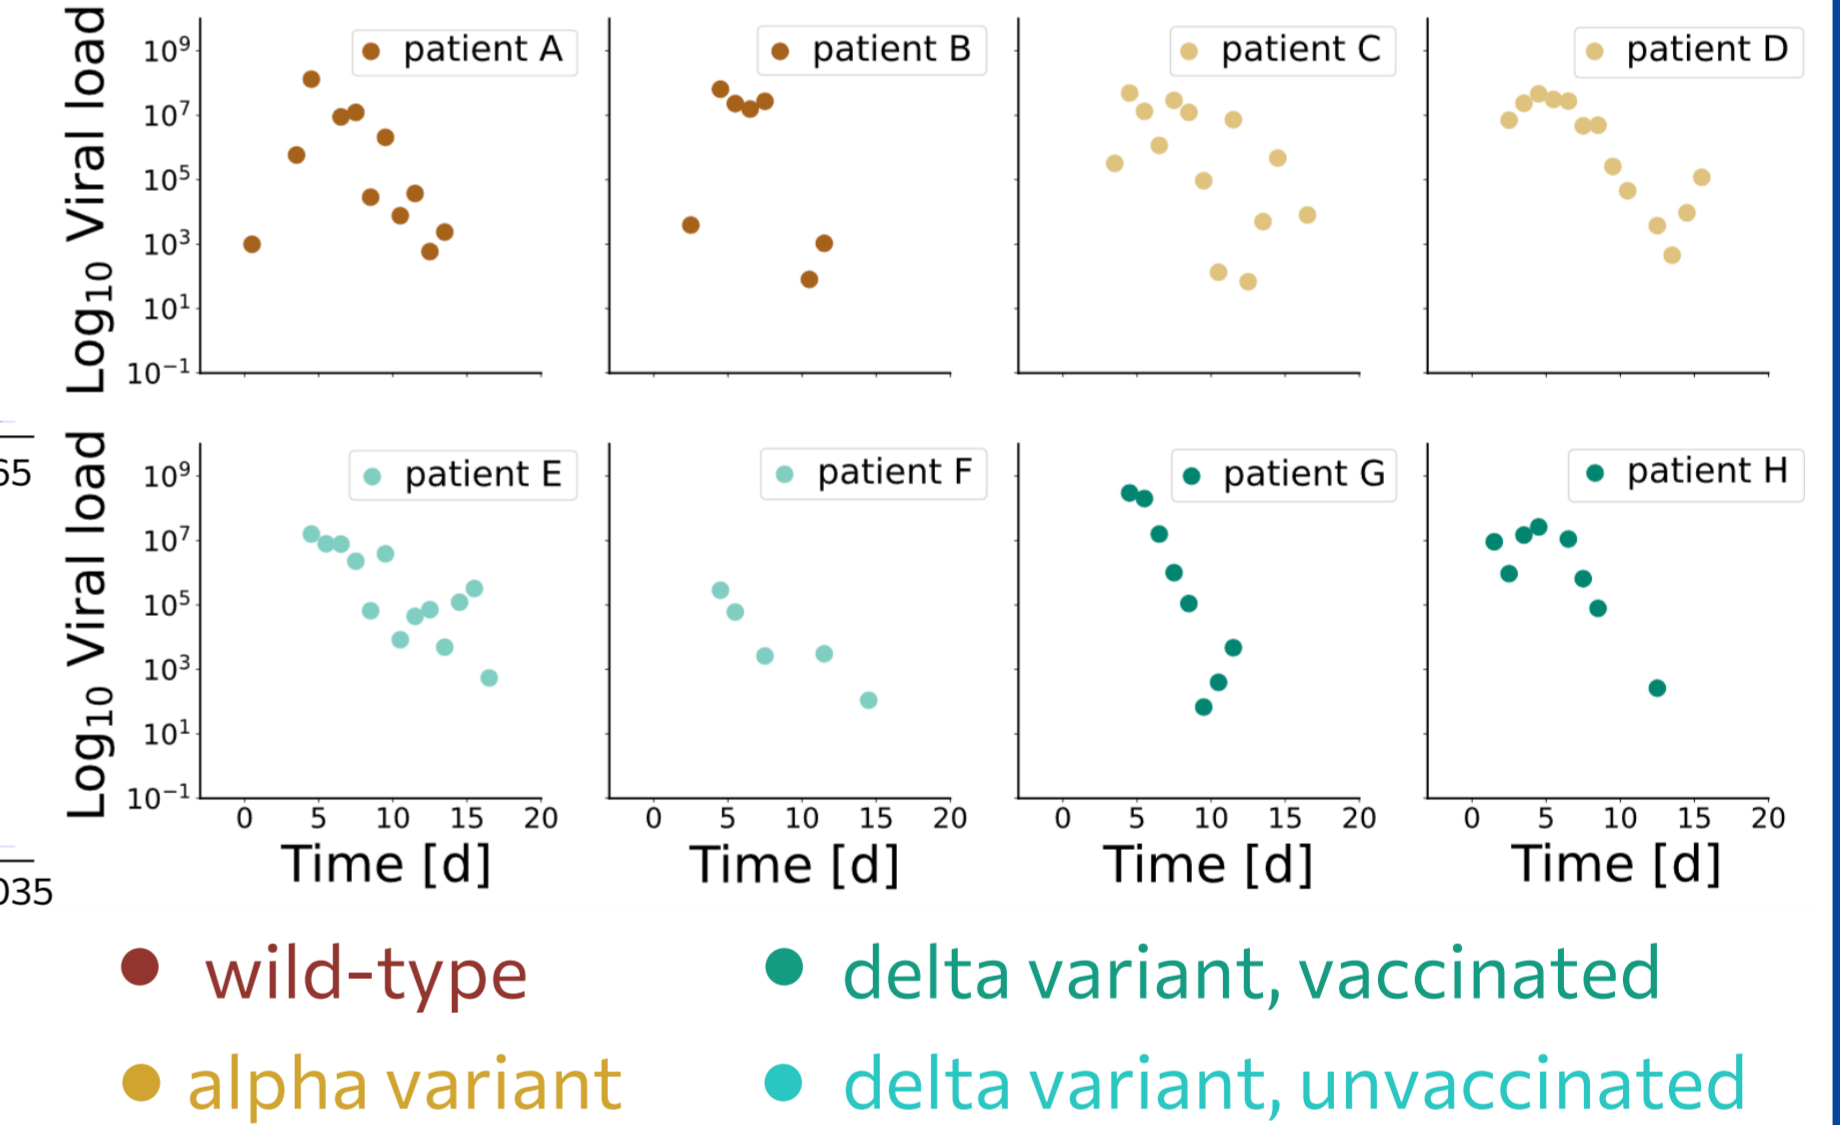 Log₁₀ Viral load
10⁹
10⁷
10⁵
10³
10¹
10⁻¹
patient A
patient B
patient C
patient D
65
Log₁₀ Viral load
10⁹
10⁷
10⁵
10³
10¹
10⁻¹
patient E
patient F
patient G
patient H
0 5 10 15 20
0 5 10 15 20
0 5 10 15 20
0 5 10 15 20
Time [d]
Time [d]
Time [d]
Time [d]
035
wild-type
delta variant, vaccinated
alpha variant
delta variant, unvaccinated